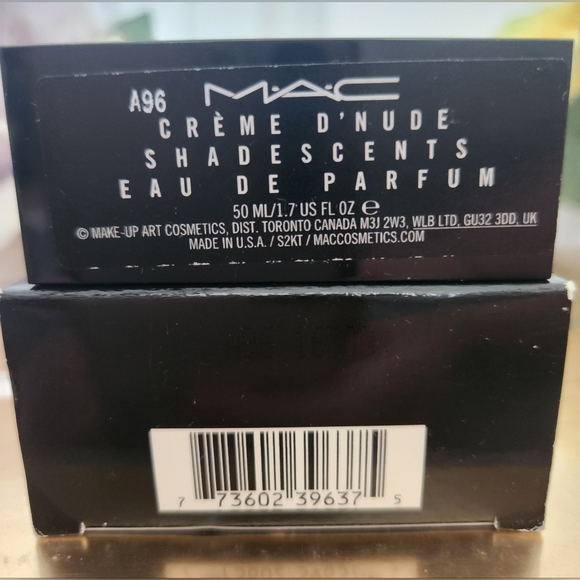 A96 M·A·C
CRÈME D'NUDE
SHADESCENTS
EAU DE PARFUM
50 ML/1.7 US FL OZ ℮
© MAKE-UP ART COSMETICS, DIST. TORONTO CANADA M3J 2W3, WLB LTD, GU32 3DD, UK
MADE IN U.S.A. / S2KT / MACCOSMETICS.COM
7 73602 39637 5